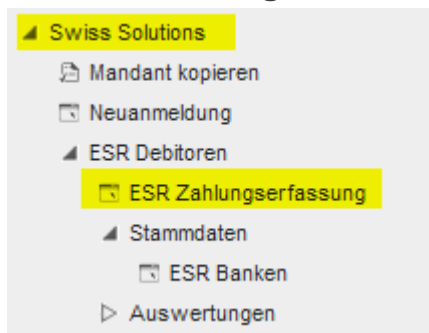 Swiss Solutions
Mandant kopieren
Neuanmeldung
ESR Debitoren
ESR Zahlungserfassung
Stammdaten
ESR Banken
Auswertungen